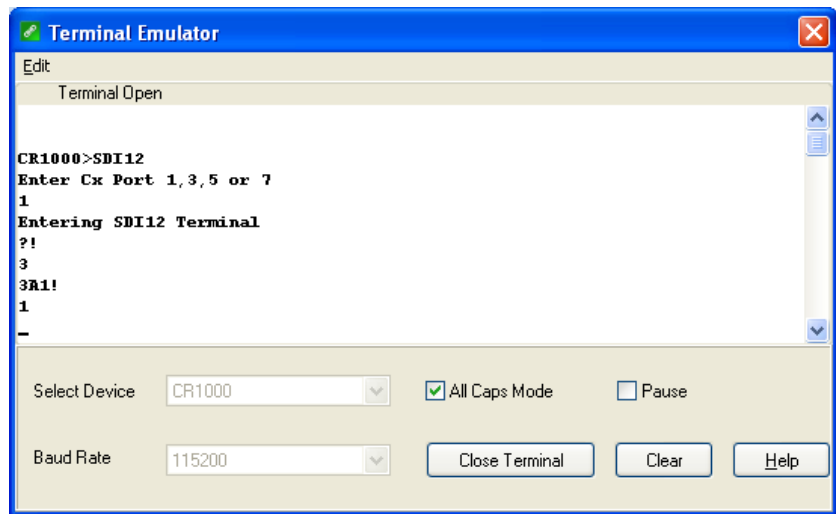 Terminal Emulator
Edit
Terminal Open
CR1000>SDI12
Enter Cx Port 1,3,5 or 7
1
Entering SDI12 Terminal
?!
3
3A1!
1
_
Select Device CR1000 All Caps Mode Pause
Baud Rate 115200 Close Terminal Clear Help